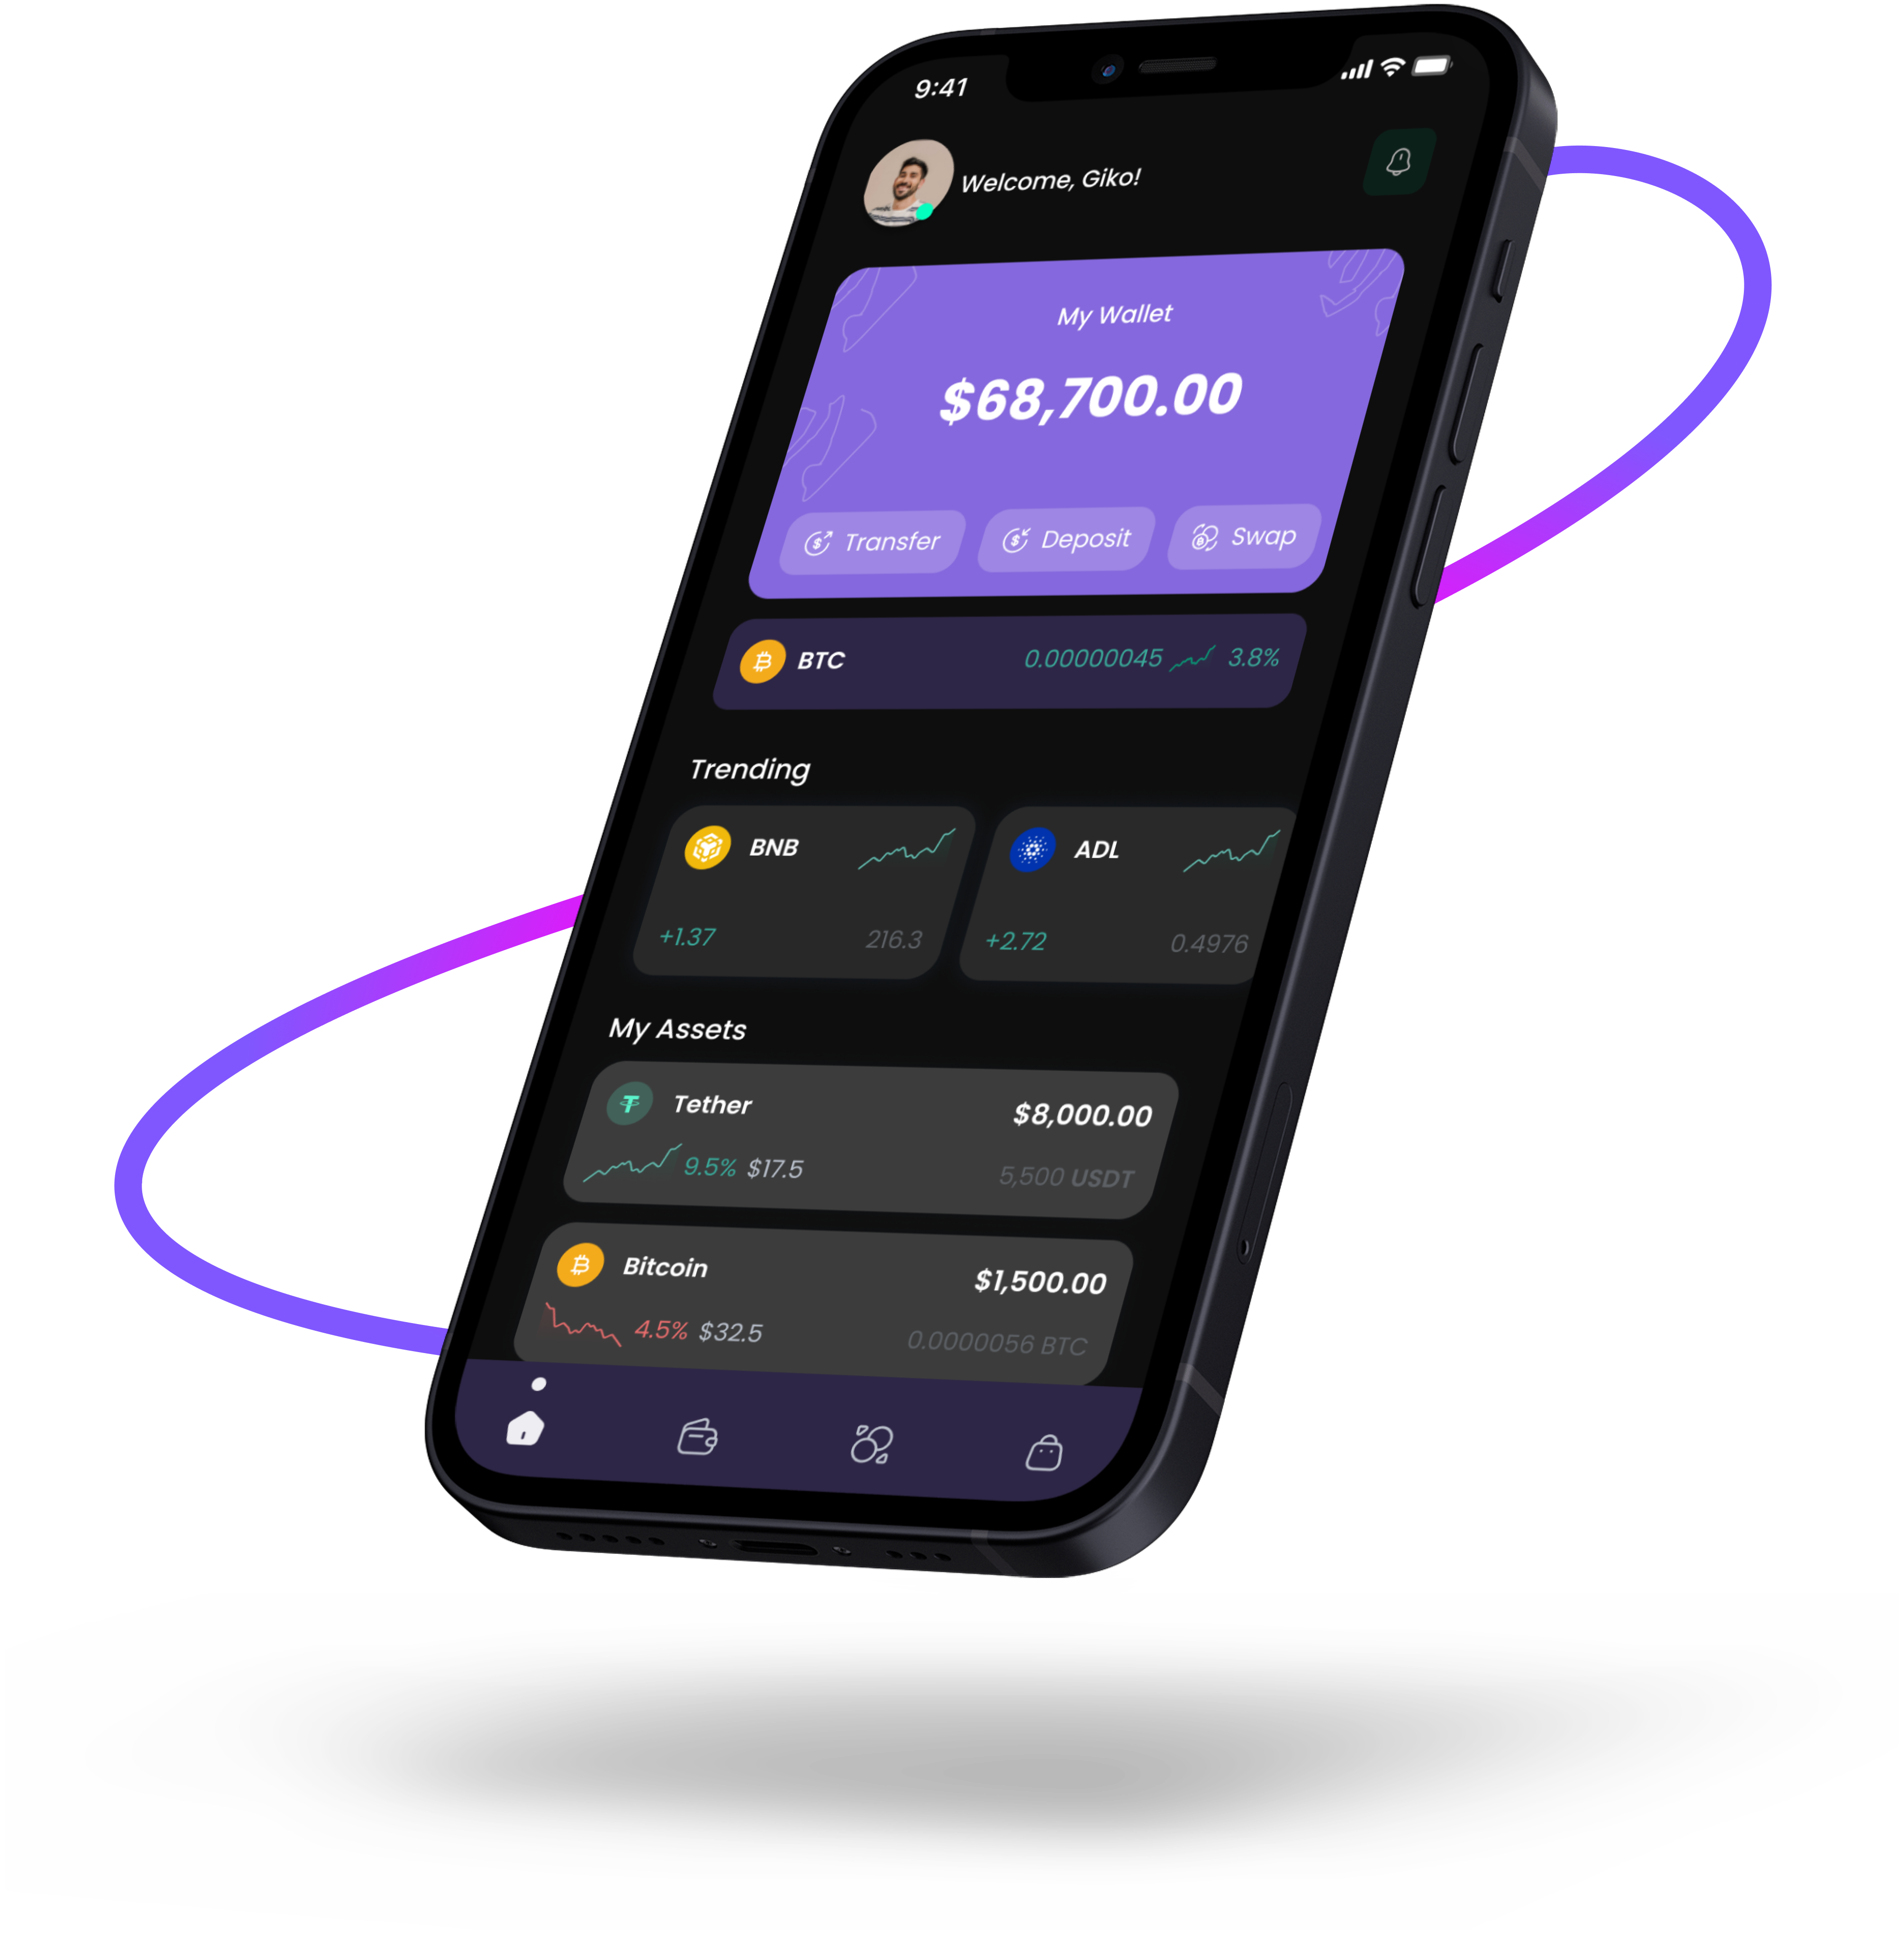 9:41
Welcome, Giko!
My Wallet
$68,700.00
Transfer Deposit Swap
BTC 0.00000045 3.8%
Trending
BNB ADL
+1.37 216.3 +2.72 0.4976
My Assets
Tether $8,000.00
9.5% $17.5 5,500 USDT
Bitcoin $1,500.00
4.5% $32.5 0.0000056 BTC